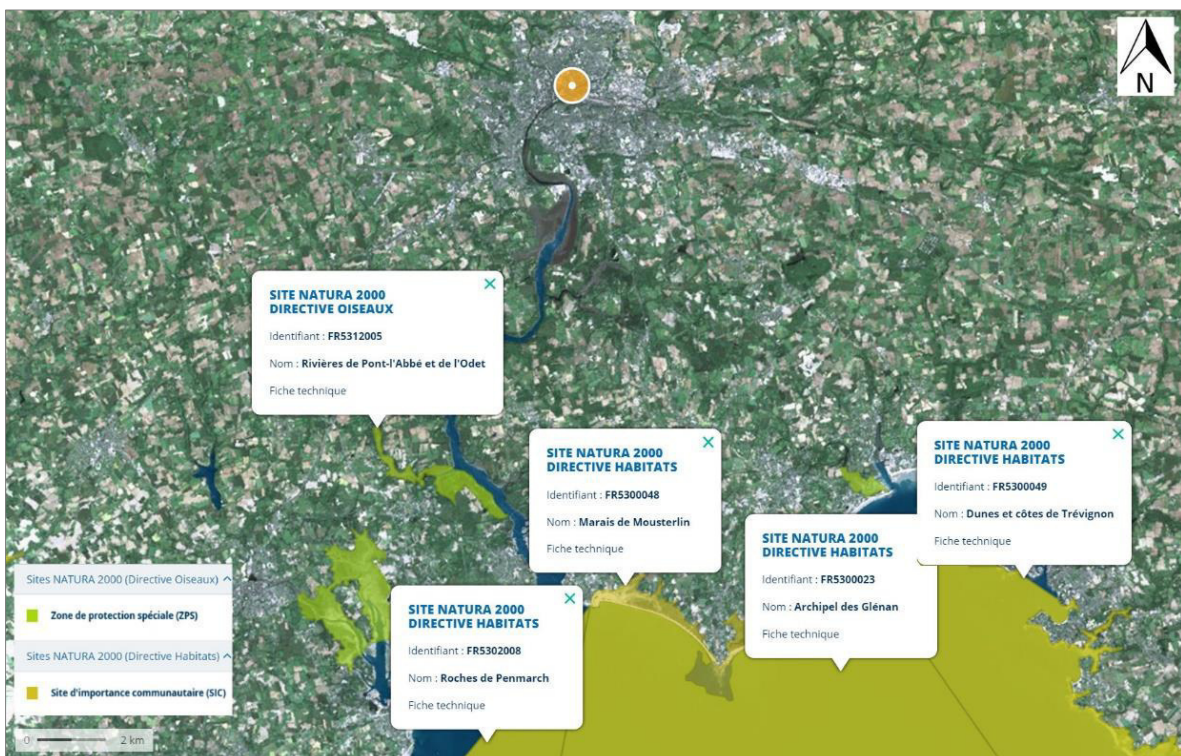 N
SITE NATURA 2000
DIRECTIVE OISEAUX
Identifiant : FR5312005
Nom : Rivières de Pont-l'Abbé et de l'Odet
Fiche technique
SITE NATURA 2000
DIRECTIVE HABITATS
Identifiant : FR5300048
Nom : Marais de Mousterlin
Fiche technique
SITE NATURA 2000
DIRECTIVE HABITATS
Identifiant : FR5300049
Nom : Dunes et côtes de Trévignon
Fiche technique
SITE NATURA 2000
DIRECTIVE HABITATS
Identifiant : FR5300023
Nom : Archipel des Glénan
Fiche technique
SITE NATURA 2000
DIRECTIVE HABITATS
Identifiant : FR5302008
Nom : Roches de Penmarch
Fiche technique
Sites NATURA 2000 (Directive Oiseaux)
Zone de protection spéciale (ZPS)
Sites NATURA 2000 (Directive Habitats)
Site d'importance communautaire (SIC)
0 2 km